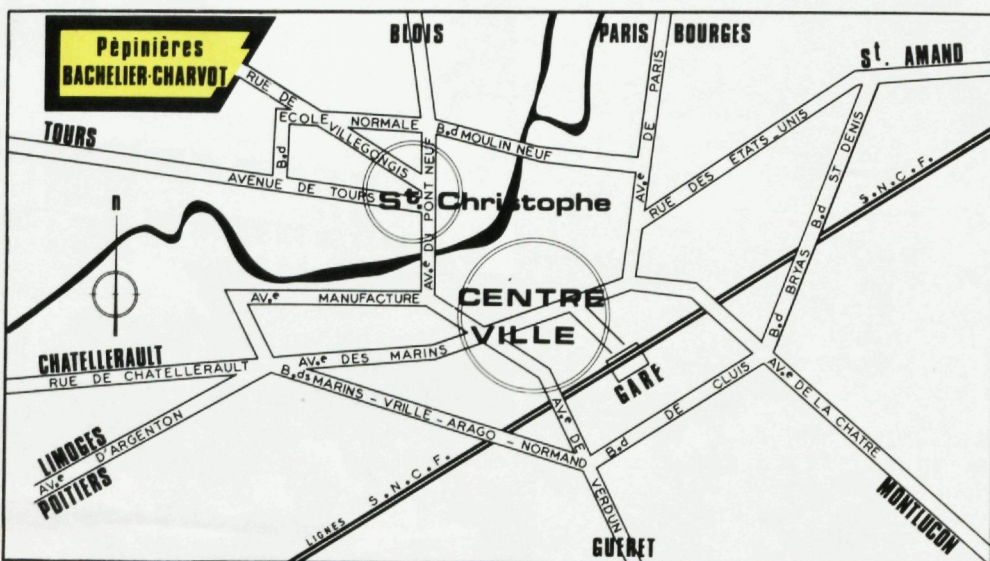 Pèpinières
BACHELIER-CHARVOT
BLOIS
PARIS
BOURGES
St. AMAND
TOURS
RUE DE VILLEGONGIS
B.d ECOLE NORMALE
B.d MOULIN NEUF
AV.e DE PARIS
RUE DES ETATS-UNIS
B.d BRYAS B.d ST DENIS
S.N.C.F.
AVENUE DE TOURS
AV.e DU PONT NEUF
St. Christophe
n
AV.e MANUFACTURE
CENTRE
VILLE
CHATELLERAULT
RUE DE CHATELLERAULT
AV.e DES MARINS
B.ds MARINS - VRILLE - ARAGO - NORMAND
GARE
B.d DE CLUIS
AV.e DE LA CHATRE
LIMOGES
AV.e D'ARGENTON
POITIERS
AV.e DE VERDUN
LIGNES S.N.C.F.
GUERET
MONTLUCON